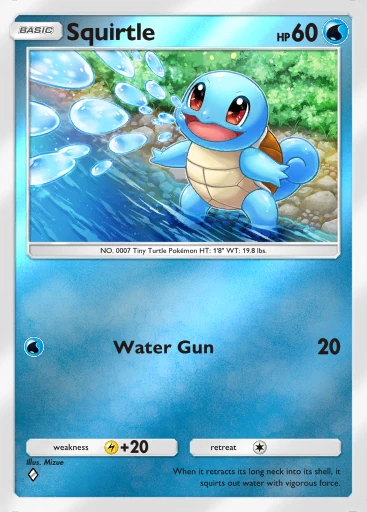 BASIC Squirtle HP 60
NO. 0007 Tiny Turtle Pokémon HT: 1'8" WT: 19.8 lbs.
Water Gun 20
weakness +20 retreat
Illus. Mizue
When it retracts its long neck into its shell, it
squirts out water with vigorous force.